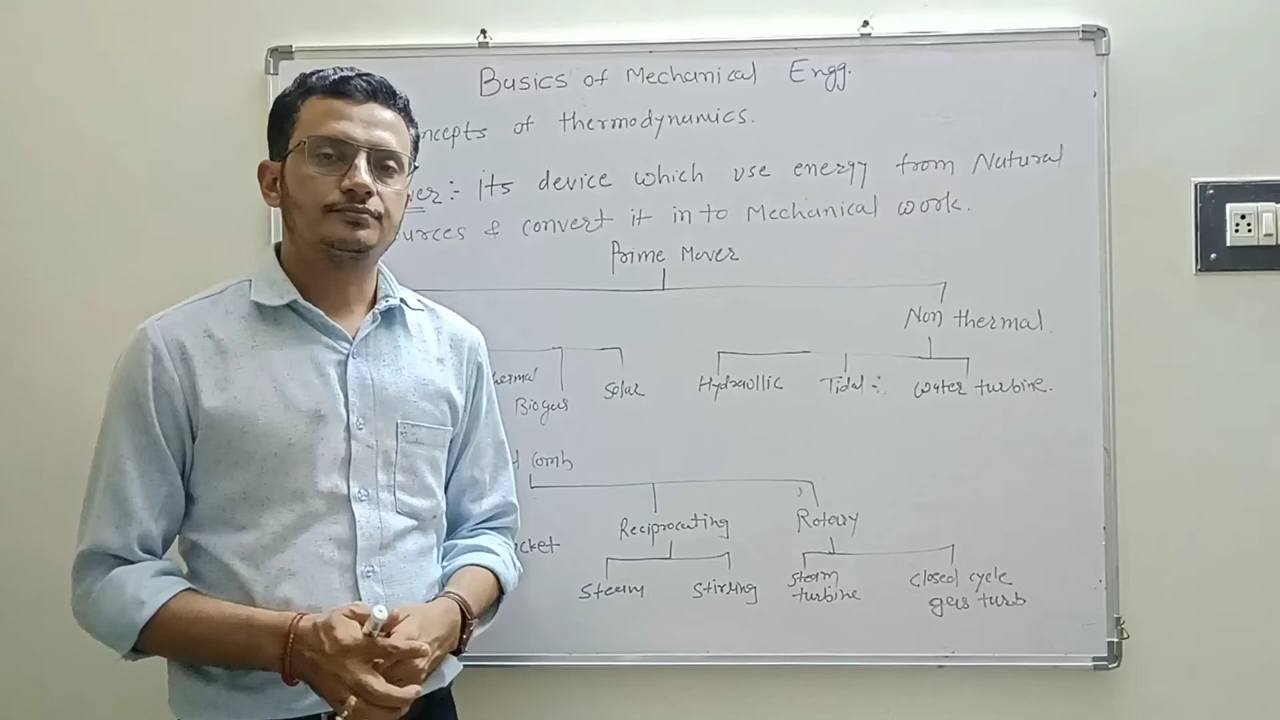 Basics of Mechanical Engg.
ncepts of thermodynamics.
er:- its device which use energy from Natural
urces & convert it in to Mechanical work.
Prime Mover
Non thermal.
hermal
Biogas
Solar
Hydraullic
Tidal :-
Water turbine.
Comb
Reciprocating
Rotary
cket
Steam
Stirling
Steam
turbine
Closed cycle
gas turb